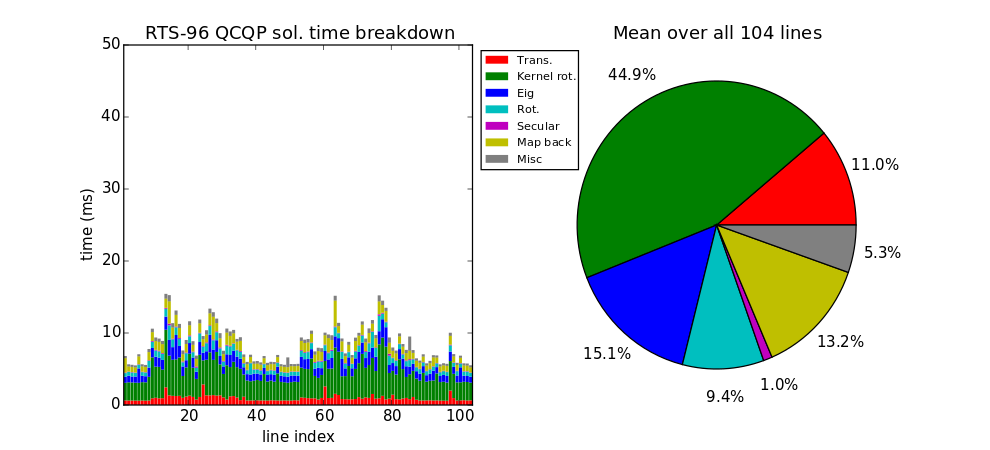 RTS-96 QCQP sol. time breakdown
50
40
30
20
10
0
time (ms)
20
40
60
80
100
line index
Trans.
Kernel rot.
Eig
Rot.
Secular
Map back
Misc
Mean over all 104 lines
44.9%
11.0%
5.3%
13.2%
1.0%
9.4%
15.1%